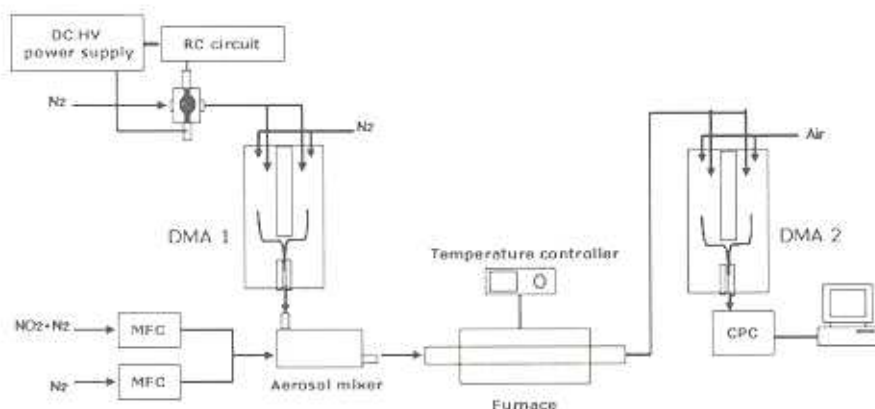 DC HV
power supply
RC circuit
N2
N2
Air
DMA 1
DMA 2
Temperature controller
NO2+N2
MFC
CPC
N2
MFC
Aerosol mixer
Furnace